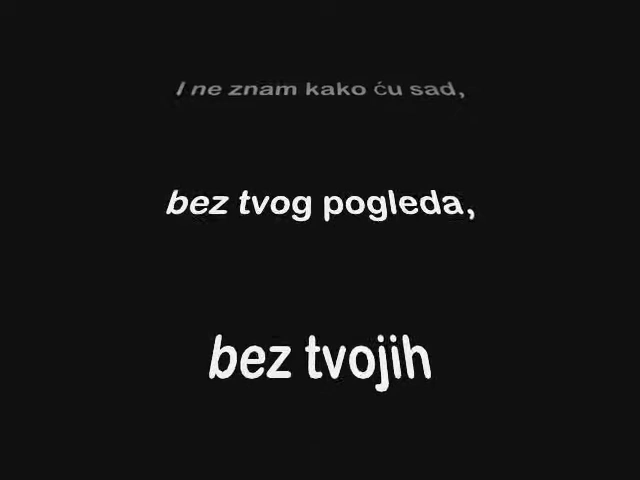 I ne znam kako ću sad,
bez tvog pogleda,
bez tvojih